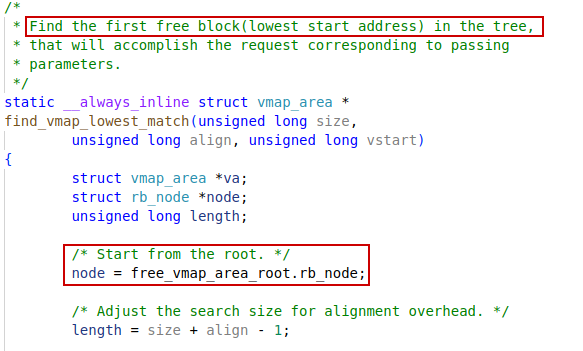 /*
* Find the first free block(lowest start address) in the tree,
* that will accomplish the request corresponding to passing
* parameters.
*/
static __always_inline struct vmap_area *
find_vmap_lowest_match(unsigned long size,
unsigned long align, unsigned long vstart)
{
struct vmap_area *va;
struct rb_node *node;
unsigned long length;
/* Start from the root. */
node = free_vmap_area_root.rb_node;
/* Adjust the search size for alignment overhead. */
length = size + align - 1;